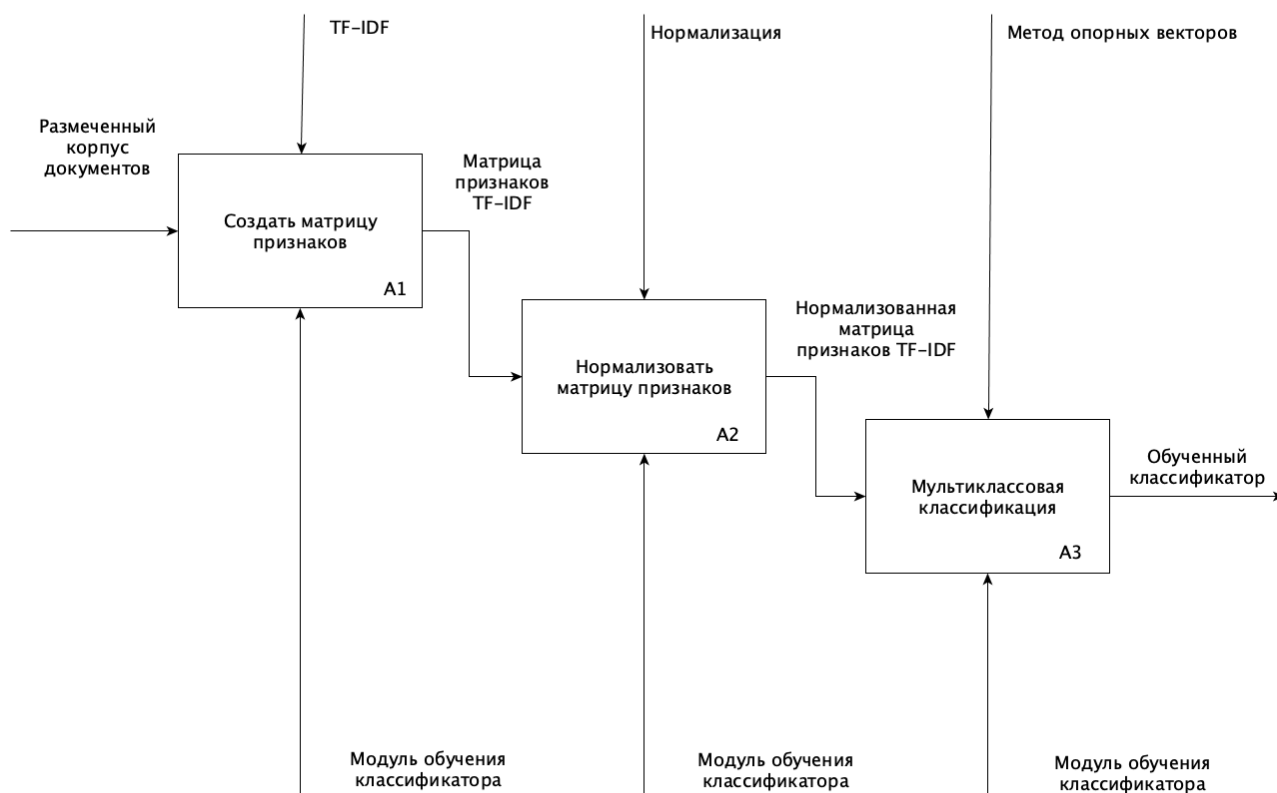 TF-IDF
Нормализация
Метод опорных векторов
Размеченный
корпус
документов
Матрица
признаков
TF-IDF
Создать матрицу
признаков
A1
Нормализованная
матрица
признаков TF-IDF
Нормализовать
матрицу признаков
A2
Обученный
классификатор
Мультиклассовая
классификация
A3
Модуль обучения
классификатора
Модуль обучения
классификатора
Модуль обучения
классификатора